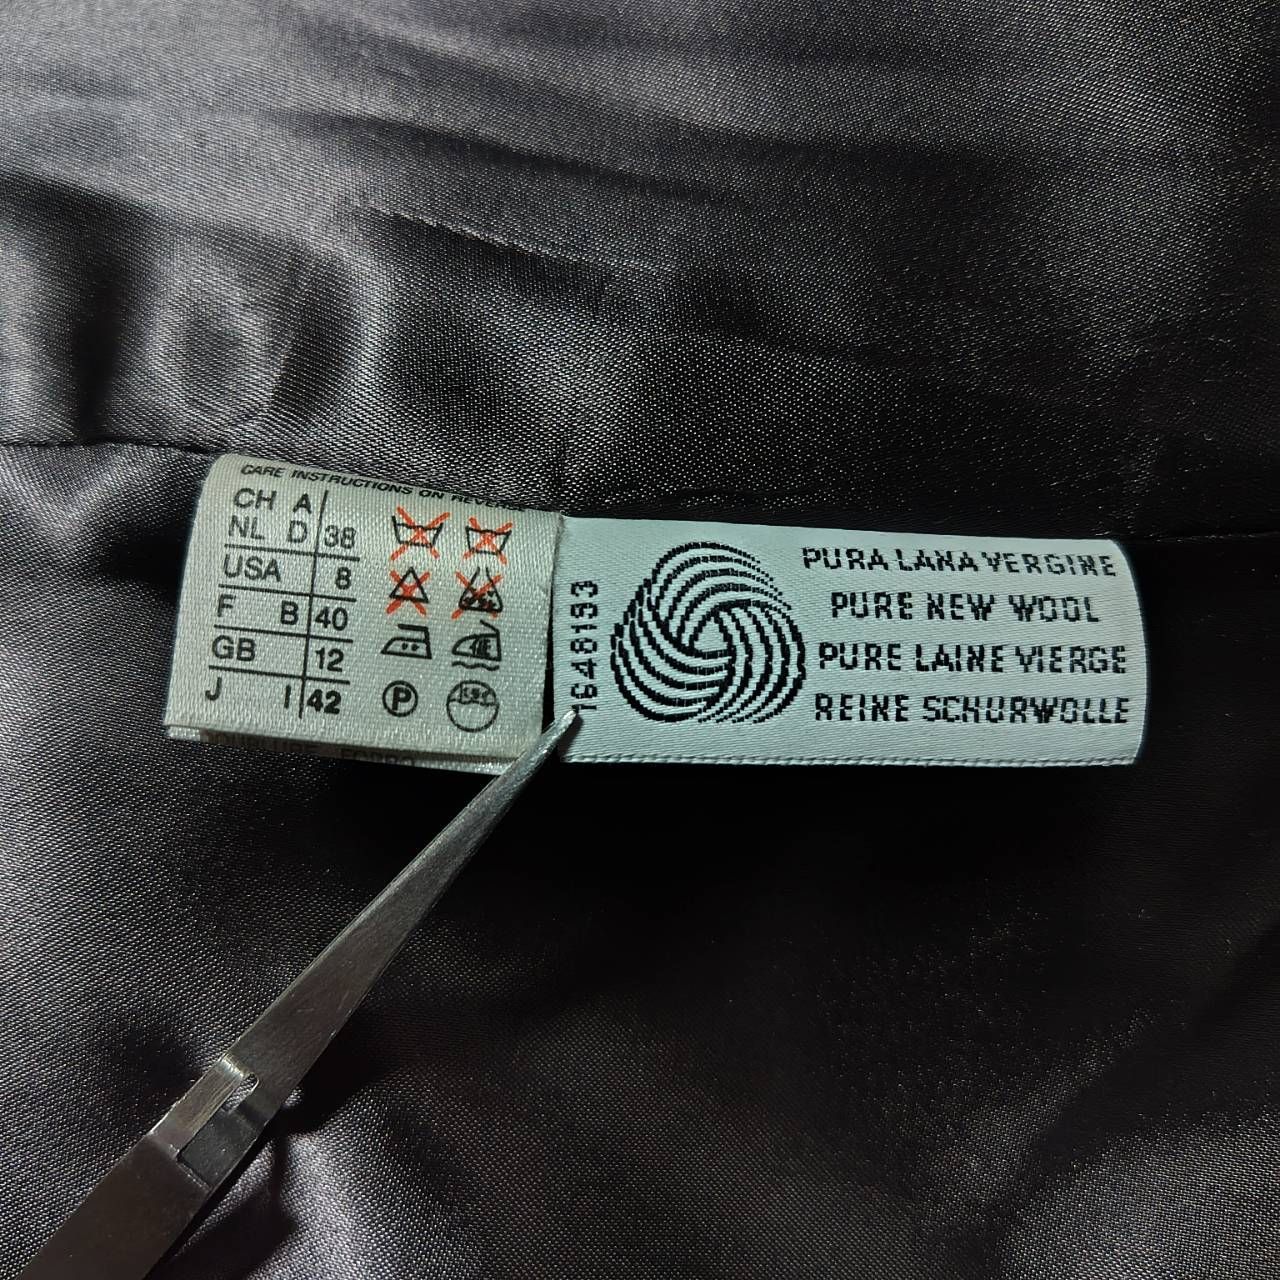 CARE INSTRUCTIONS ON REVERSE
CH A
NL D 38
USA 8
F B 40
GB 12
J I 42
P
1648133
PURA LANA VERGINE
PURE NEW WOOL
PURE LAINE VIERGE
REINE SCHURWOLLE